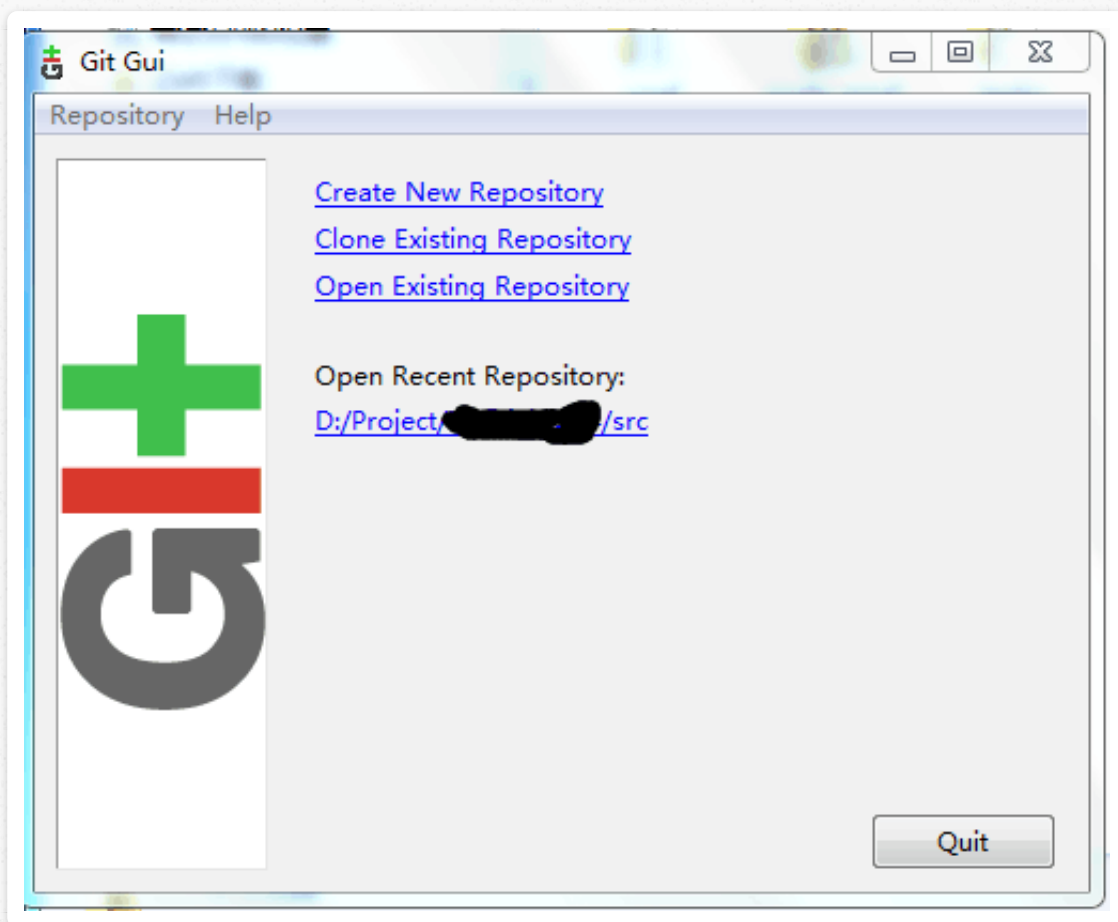 Git Gui
Repository Help
Create New Repository
Clone Existing Repository
Open Existing Repository
Open Recent Repository:
D:/Project/ /src
git
Quit